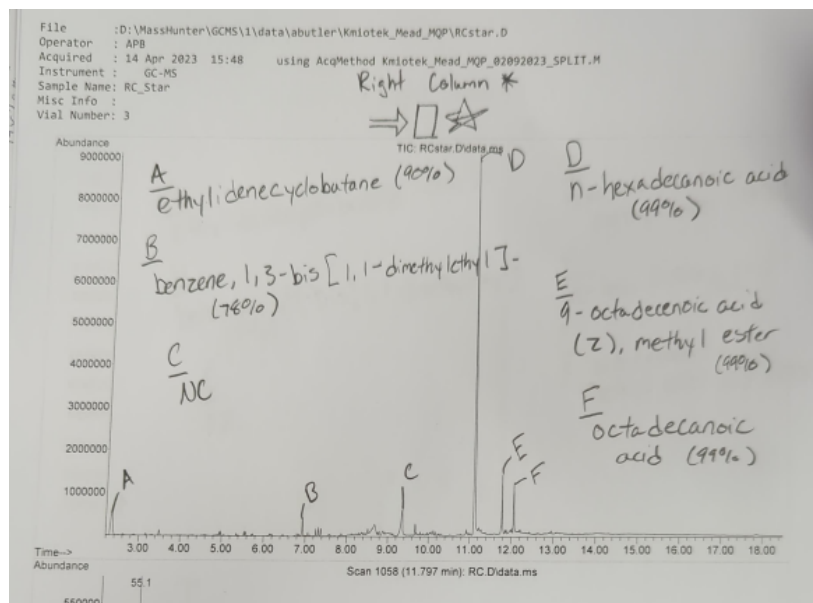 File :D:\MassHunter\GCMS\1\data\abutler\Kmiotek_Mead_MQP\RCstar.D
Operator : APB
Acquired : 14 Apr 2023 15:48 using AcqMethod Kmiotek_Mead_MQP_02092023_SPLIT.M
Instrument : GC-MS
Sample Name: RC_Star
Misc Info :
Vial Number: 3
Right Column *
Abundance
TIC: RCstar.D\data.ms
9000000
8000000
7000000
6000000
5000000
4000000
3000000
2000000
1000000
A
ethylidenecyclobutane (90%)
B
benzene, 1,3-bis [1,1-dimethylethyl]-
(78%)
C
NC
D
D
n-hexadecanoic acid
(99%)
E
9-octadecenoic acid
(Z), methyl ester
(99%)
F
octadecanoic
acid (99%)
A
B
C
E
F
3.00 4.00 5.00 6.00 7.00 8.00 9.00 10.00 11.00 12.00 13.00 14.00 15.00 16.00 17.00 18.00
Time-->
Abundance
Scan 1058 (11.797 min): RC.D\data.ms
55.1